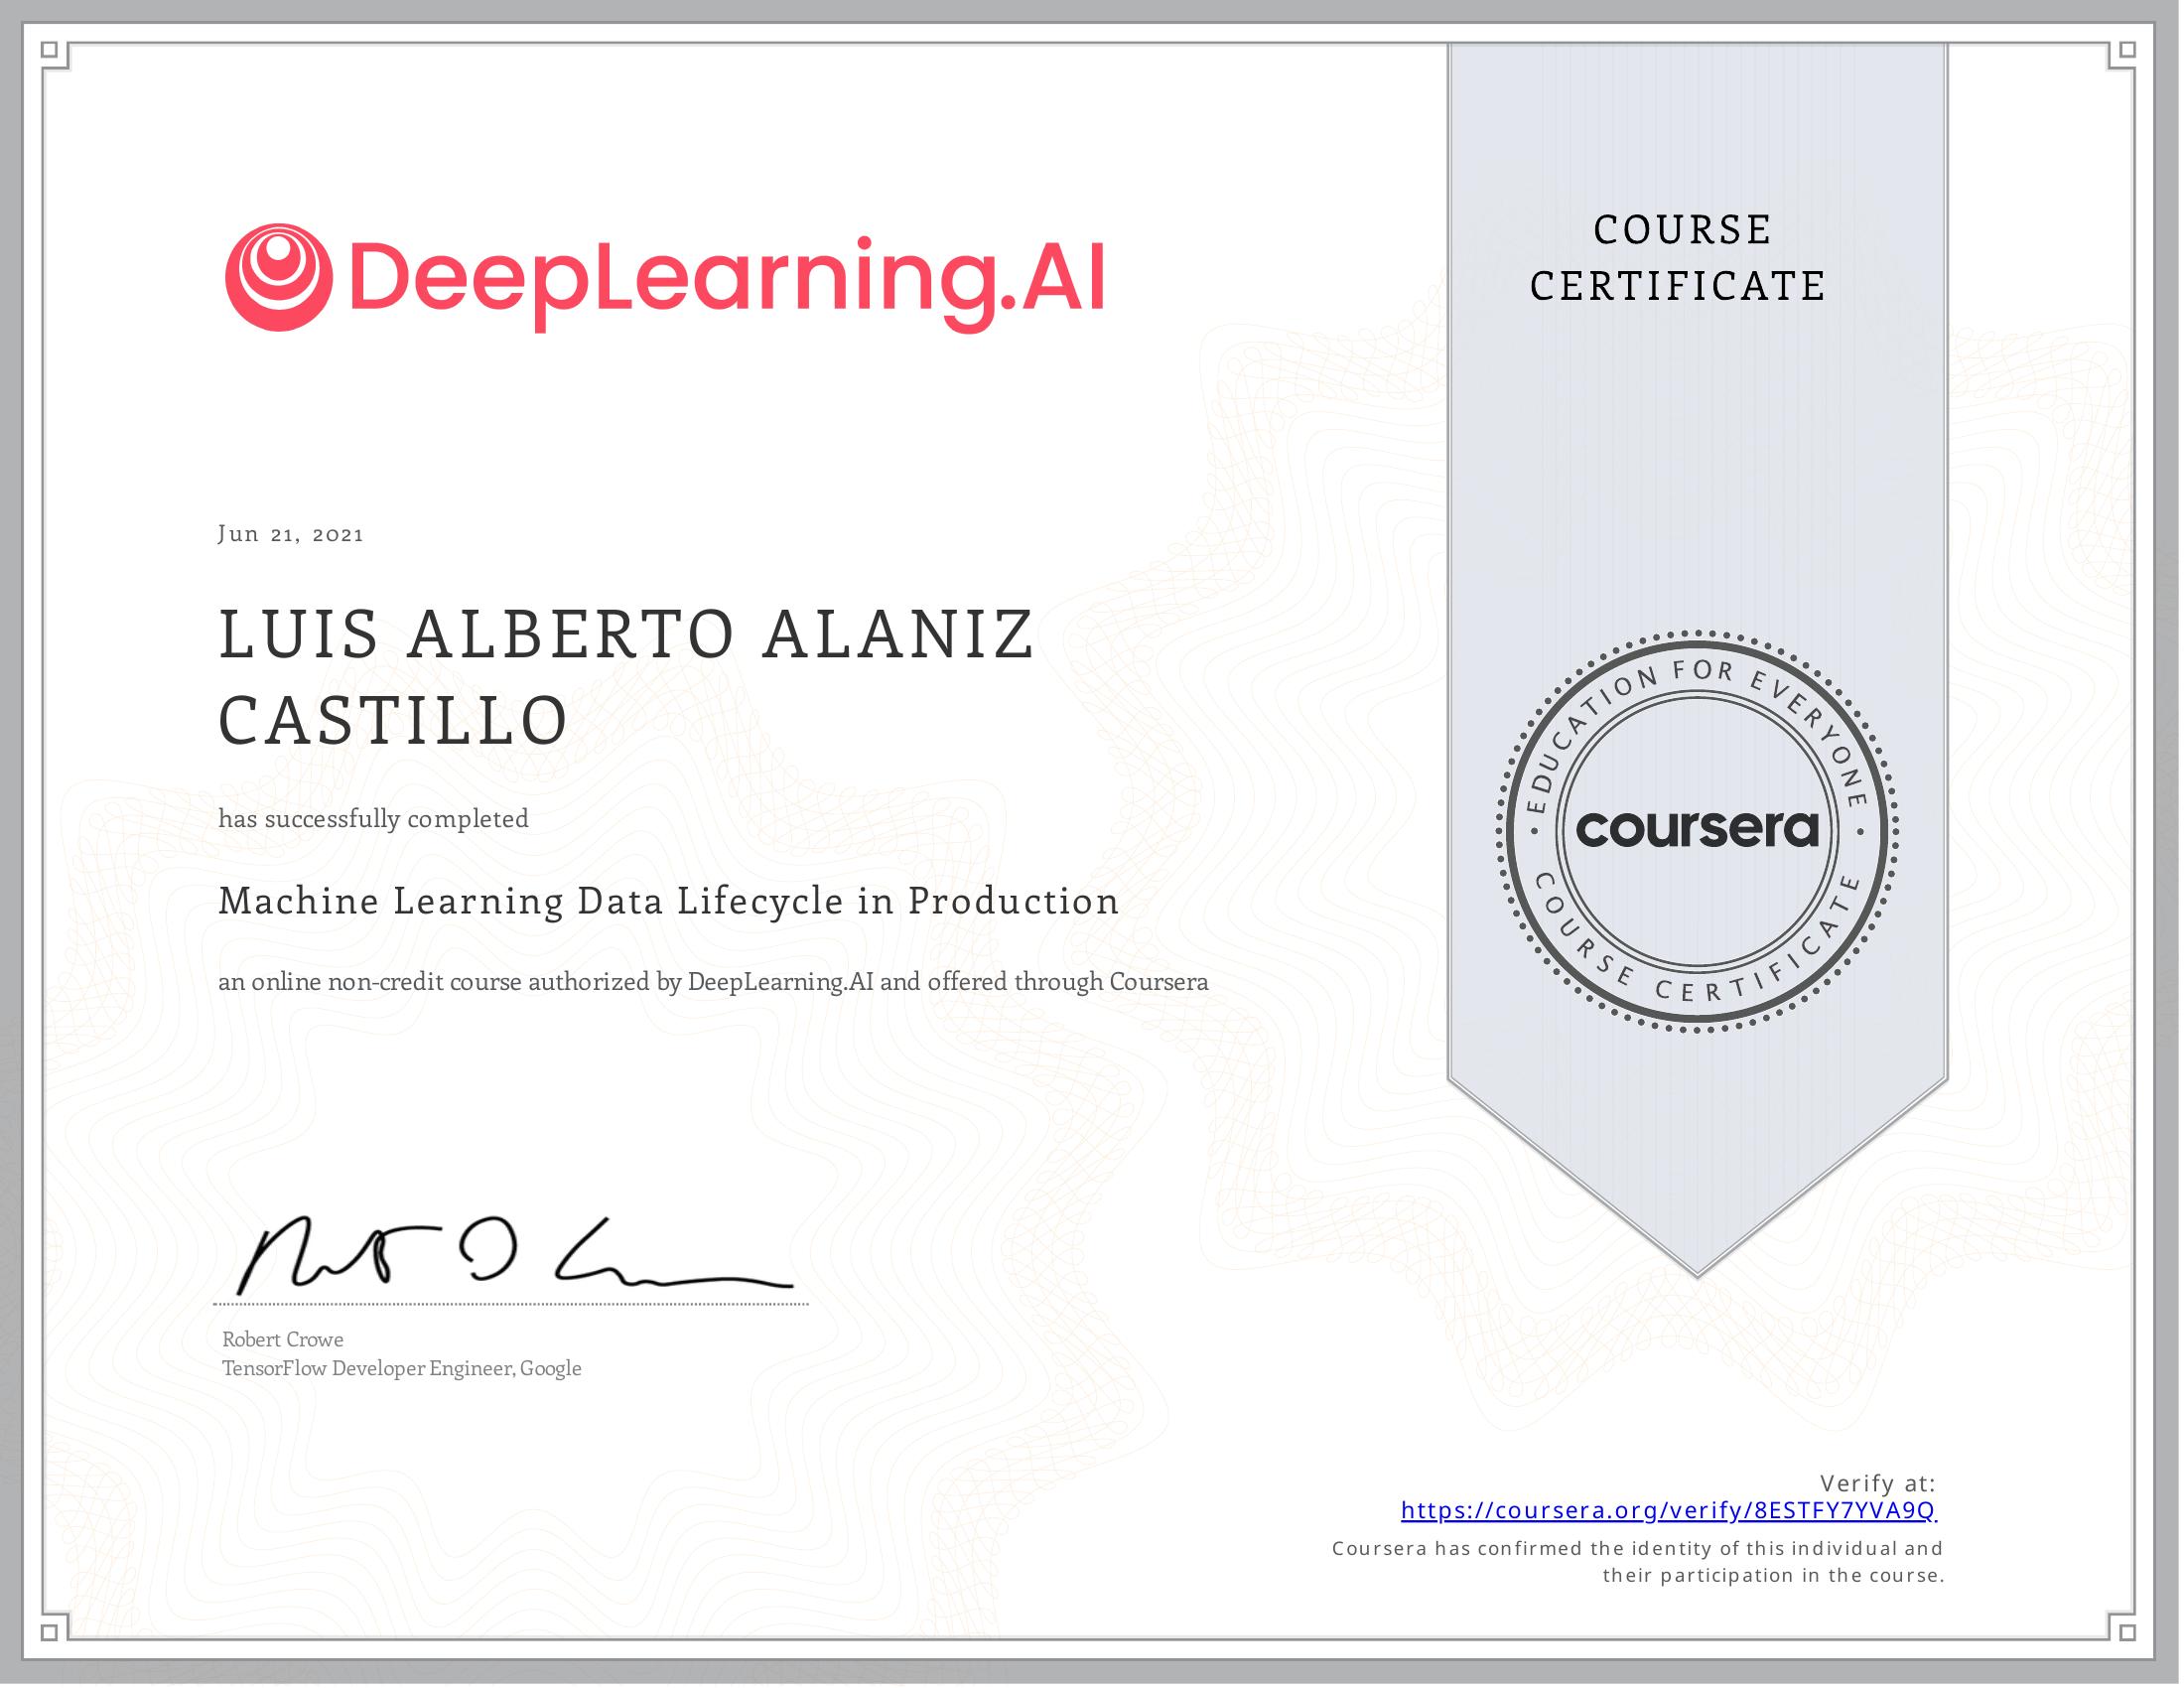 DeepLearning.AI
COURSE
CERTIFICATE
Jun 21, 2021
LUIS ALBERTO ALANIZ
CASTILLO
has successfully completed
Machine Learning Data Lifecycle in Production
an online non-credit course authorized by DeepLearning.AI and offered through Coursera
EDUCATION FOR EVERYONE
coursera
COURSE CERTIFICATE
Robert Crowe
TensorFlow Developer Engineer, Google
Verify at:
https://coursera.org/verify/8ESTFY7YVA9Q
Coursera has confirmed the identity of this individual and
their participation in the course.